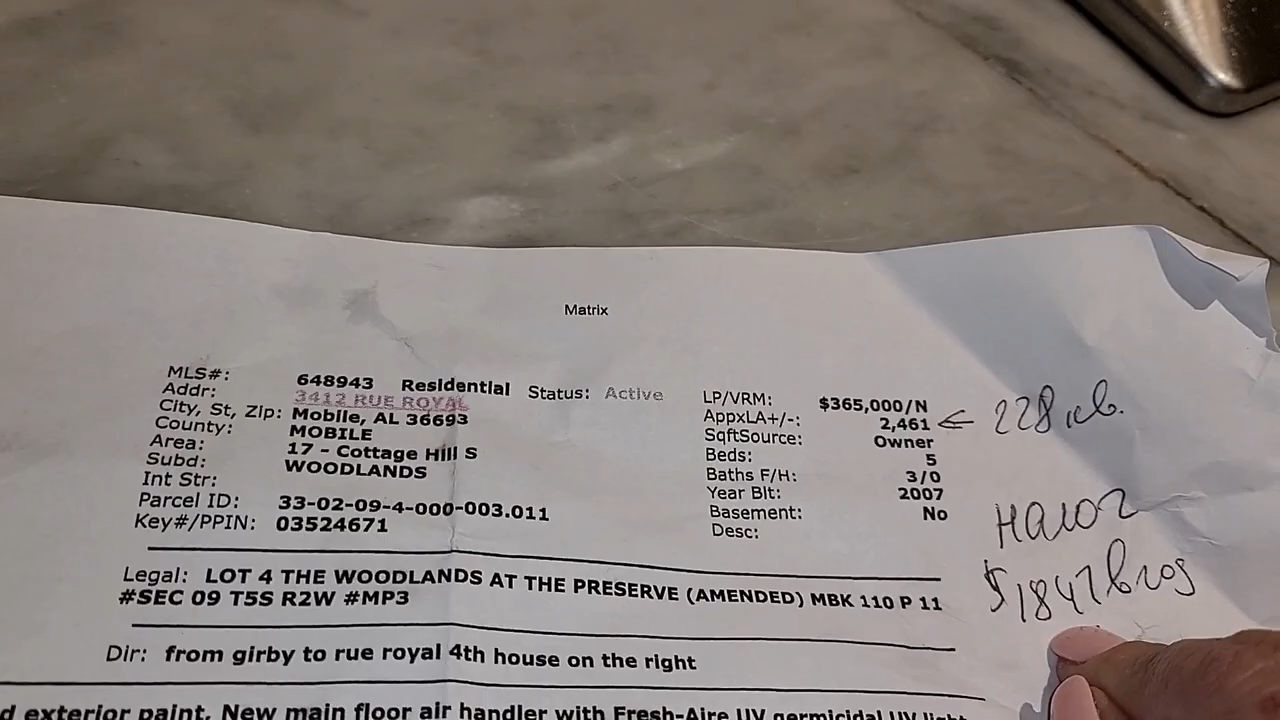 Matrix
MLS#: 648943 Residential Status: Active
Addr: 3412 RUE ROYAL
City, St, Zip: Mobile, AL 36693
County: MOBILE
Area: 17 - Cottage Hill S
Subd: WOODLANDS
Int Str:
Parcel ID: 33-02-09-4-000-003.011
Key#/PPIN: 03524671
LP/VRM: $365,000/N
AppxLA+/-: 2,461 ← 228 кв.
SqftSource: Owner
Beds: 5
Baths F/H: 3/0
Year Blt: 2007
Basement: No
Desc:
налог
$1847 в год
Legal: LOT 4 THE WOODLANDS AT THE PRESERVE (AMENDED) MBK 110 P 11
#SEC 09 T5S R2W #MP3
Dir: from girby to rue royal 4th house on the right
exterior paint. New main floor air handler with Fresh-Aire UV germicidal UV light